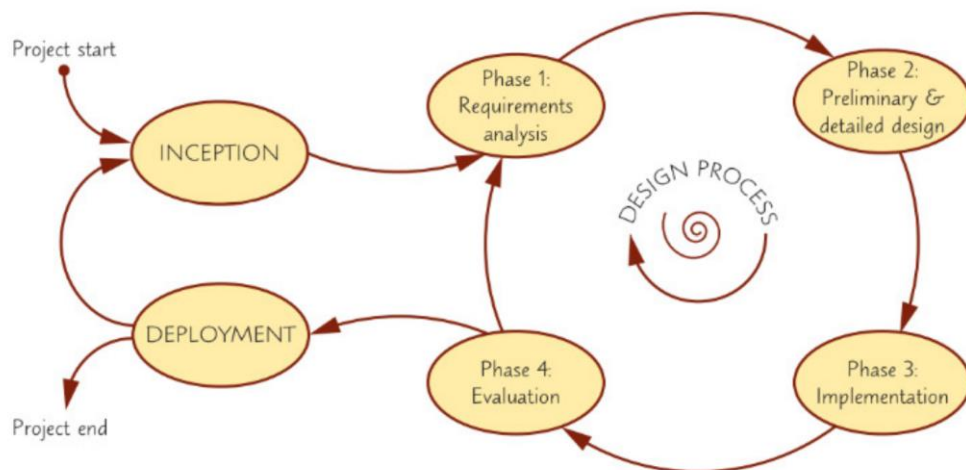 Project start
INCEPTION
Phase 1:
Requirements
analysis
Phase 2:
Preliminary &
detailed design
DESIGN PROCESS
DEPLOYMENT
Phase 4:
Evaluation
Phase 3:
Implementation
Project end